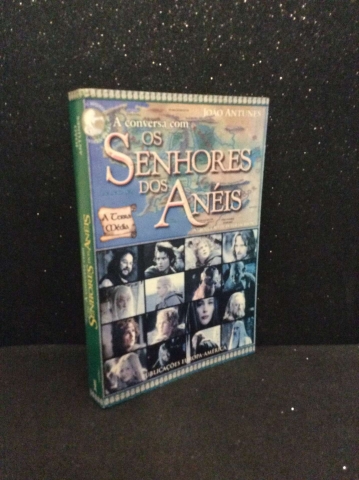 JOÃO ANTUNES
À conversa com
OS
SENHORES
DOS ANÉIS
A Terra
Média
PUBLICAÇÕES EUROPA-AMÉRICA